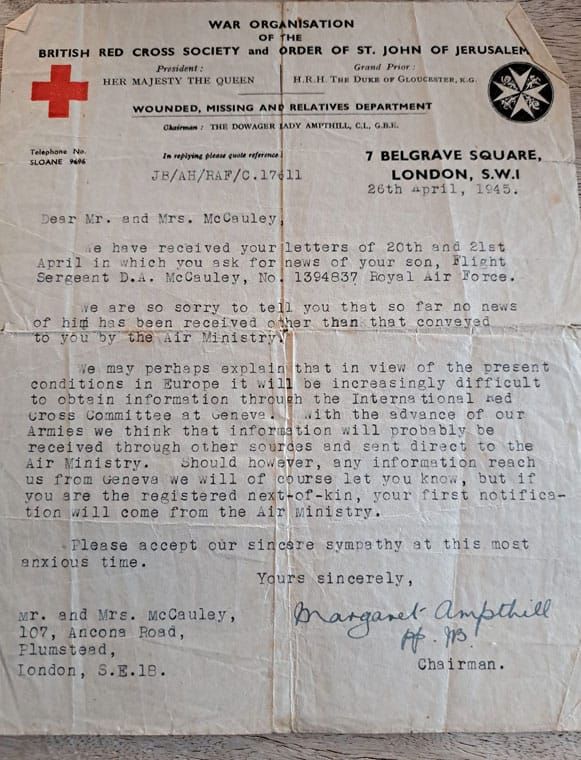 WAR ORGANISATION
OF THE
BRITISH RED CROSS SOCIETY and ORDER OF ST. JOHN OF JERUSALEM
President: Grand Prior:
HER MAJESTY THE QUEEN H.R.H. THE DUKE OF GLOUCESTER, K.G.
WOUNDED, MISSING AND RELATIVES DEPARTMENT
Chairman: THE DOWAGER LADY AMPTHILL, C.I., G.B.E.
Telephone No.
SLOANE 9696
In replying please quote reference:
JB/AH/RAF/C.17611
7 BELGRAVE SQUARE,
LONDON, S.W.1
26th April, 1945.
Dear Mr. and Mrs. McCauley,
We have received your letters of 20th and 21st
April in which you ask for news of your son, Flight
Sergeant D.A. McCauley, No. 1394837 Royal Air Force.
We are so sorry to tell you that so far no news
of him has been received other than that conveyed
to you by the Air Ministry.
We may perhaps explain that in view of the present
conditions in Europe it will be increasingly difficult
to obtain information through the International Red
Cross Committee at Geneva. With the advance of our
Armies we think that information will probably be
received through other sources and sent direct to the
Air Ministry. Should however, any information reach
us from Geneva we will of course let you know, but if
you are the registered next-of-kin, your first notifica-
tion will come from the Air Ministry.
Please accept our sincere sympathy at this most
anxious time.
Yours sincerely,
Margaret Ampthill
Chairman.
Mr. and Mrs. McCauley,
107, Ancona Road,
Plumstead,
London, S.E.18.